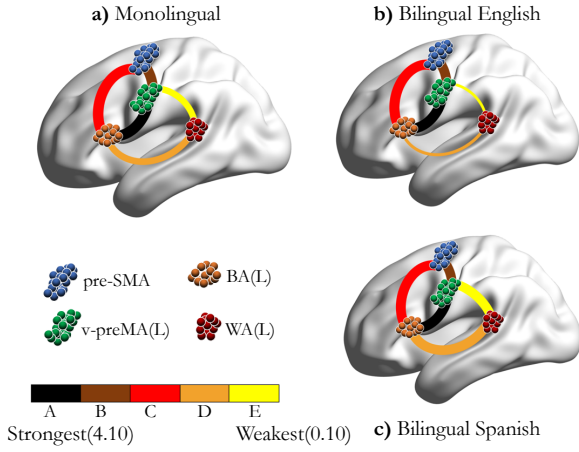 a) Monolingual
b) Bilingual English
pre-SMA
BA(L)
v-preMA(L)
WA(L)
A B C D E
Strongest(4.10) Weakest(0.10)
c) Bilingual Spanish